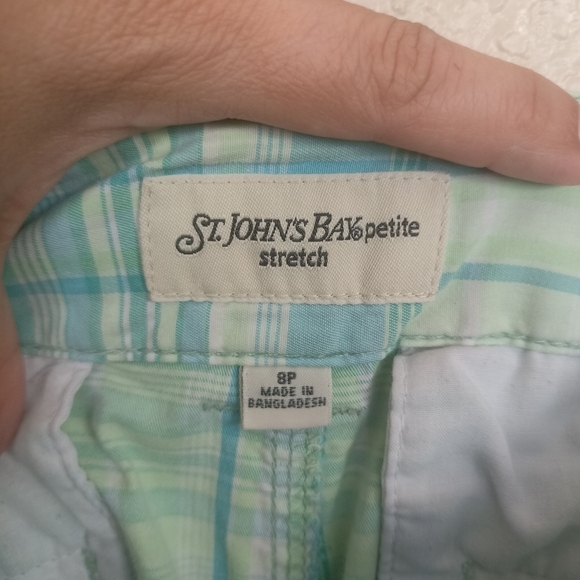 ST. JOHN'S BAY® petite
stretch
8P
MADE IN
BANGLADESH